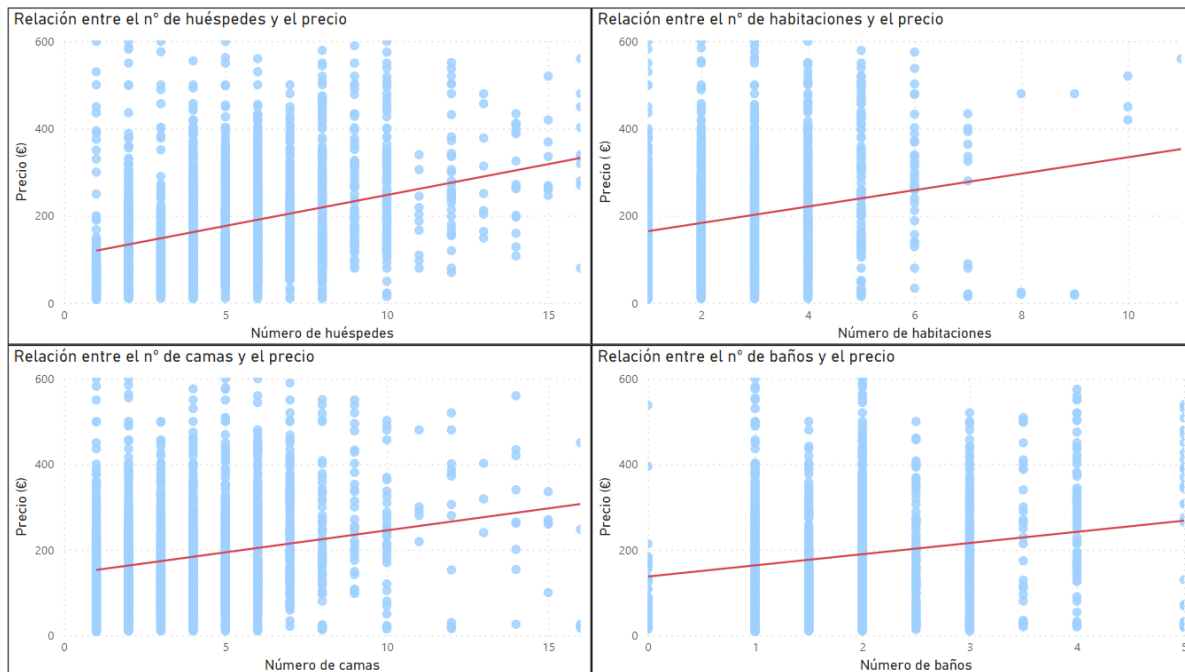 Relación entre el nº de huéspedes y el precio
600
400
200
0
Precio (€)
0 5 10 15
Número de huéspedes
Relación entre el nº de habitaciones y el precio
600
400
200
0
Precio ( €)
2 4 6 8 10
Número de habitaciones
Relación entre el nº de camas y el precio
600
400
200
0
Precio (€)
0 5 10 15
Número de camas
Relación entre el nº de baños y el precio
600
400
200
0
Precio (€)
0 1 2 3 4 5
Número de baños